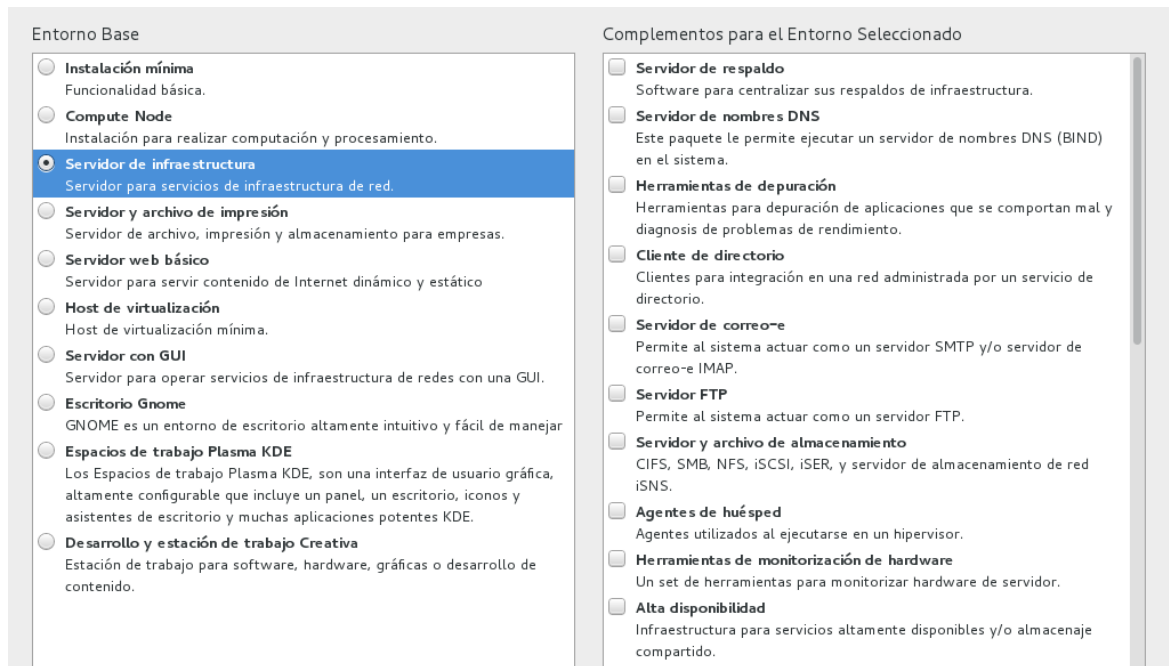 Entorno Base
Instalación mínima
Funcionalidad básica.
Compute Node
Instalación para realizar computación y procesamiento.
Servidor de infraestructura
Servidor para servicios de infraestructura de red.
Servidor y archivo de impresión
Servidor de archivo, impresión y almacenamiento para empresas.
Servidor web básico
Servidor para servir contenido de Internet dinámico y estático
Host de virtualización
Host de virtualización mínima.
Servidor con GUI
Servidor para operar servicios de infraestructura de redes con una GUI.
Escritorio Gnome
GNOME es un entorno de escritorio altamente intuitivo y fácil de manejar
Espacios de trabajo Plasma KDE
Los Espacios de trabajo Plasma KDE, son una interfaz de usuario gráfica,
altamente configurable que incluye un panel, un escritorio, iconos y
asistentes de escritorio y muchas aplicaciones potentes KDE.
Desarrollo y estación de trabajo Creativa
Estación de trabajo para software, hardware, gráficas o desarrollo de
contenido.
Complementos para el Entorno Seleccionado
Servidor de respaldo
Software para centralizar sus respaldos de infraestructura.
Servidor de nombres DNS
Este paquete le permite ejecutar un servidor de nombres DNS (BIND)
en el sistema.
Herramientas de depuración
Herramientas para depuración de aplicaciones que se comportan mal y
diagnosis de problemas de rendimiento.
Cliente de directorio
Clientes para integración en una red administrada por un servicio de
directorio.
Servidor de correo-e
Permite al sistema actuar como un servidor SMTP y/o servidor de
correo-e IMAP.
Servidor FTP
Permite al sistema actuar como un servidor FTP.
Servidor y archivo de almacenamiento
CIFS, SMB, NFS, iSCSI, iSER, y servidor de almacenamiento de red
iSNS.
Agentes de huésped
Agentes utilizados al ejecutarse en un hipervisor.
Herramientas de monitorización de hardware
Un set de herramientas para monitorizar hardware de servidor.
Alta disponibilidad
Infraestructura para servicios altamente disponibles y/o almacenaje
compartido.